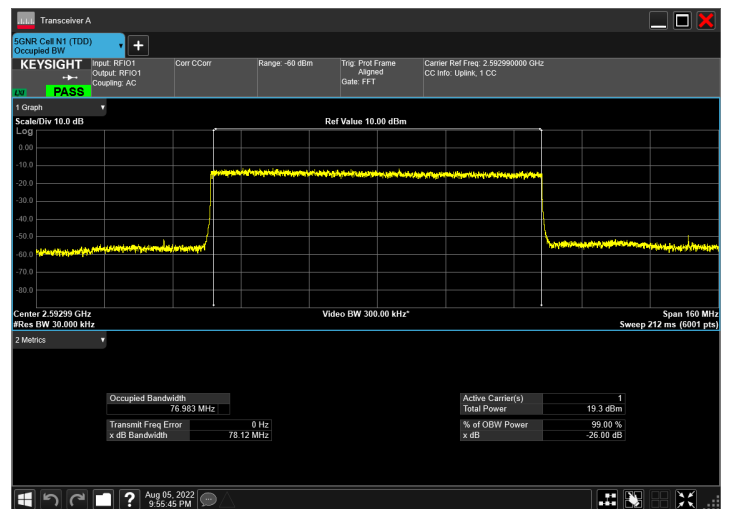 Transceiver A
5GNR Cell N1 (TDD)
Occupied BW
KEYSIGHT
LXI
PASS
Input: RFIO1
Output: RFIO1
Coupling: AC
Corr CCorr
Range: -60 dBm
Trig: Prot Frame
Aligned
Gate: FFT
Carrier Ref Freq: 2.592990000 GHz
CC Info: Uplink, 1 CC
1 Graph
Scale/Div 10.0 dB
Ref Value 10.00 dBm
Log
0.00
-10.0
-20.0
-30.0
-40.0
-50.0
-60.0
-70.0
-80.0
Center 2.59299 GHz
Video BW 300.00 kHz*
Span 160 MHz
#Res BW 30.000 kHz
Sweep 212 ms (6001 pts)
2 Metrics
Occupied Bandwidth
76.983 MHz
Active Carrier(s) 1
Total Power 19.3 dBm
Transmit Freq Error 0 Hz
x dB Bandwidth 78.12 MHz
% of OBW Power 99.00 %
x dB -26.00 dB
?
Aug 05, 2022
9:55:45 PM